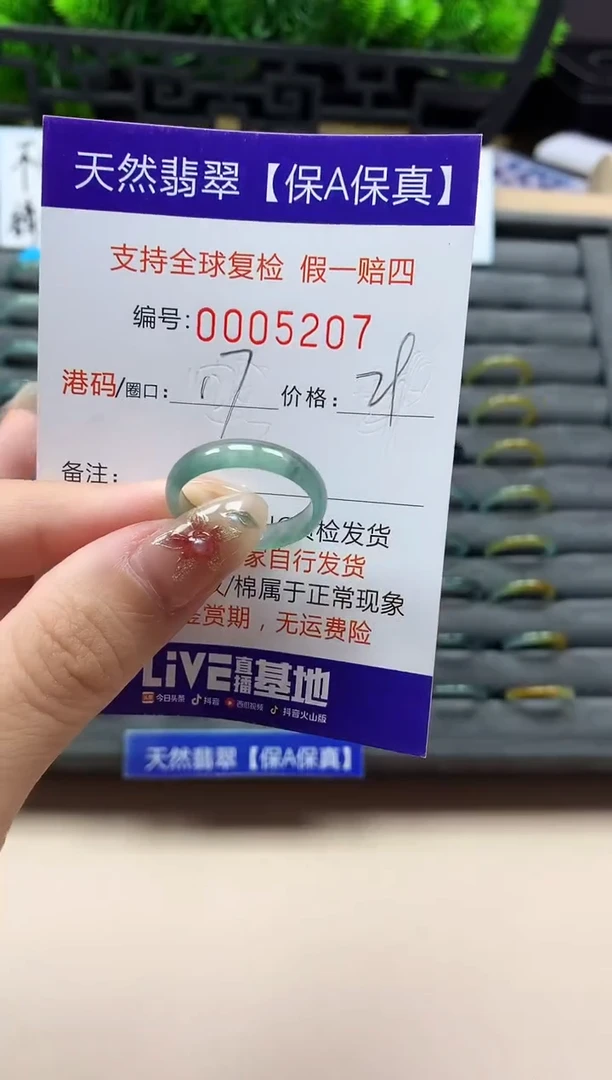 天然翡翠【保A保真】
支持全球复检 假一赔四
编号:0005207
港码/圈口: 17 价格:
备注:
检发货
家自行发货
/棉属于正常现象
鉴赏期，无运费险
LiVE直播基地
今日头条 抖音 西瓜视频 抖音火山版
天然翡翠【保A保真】